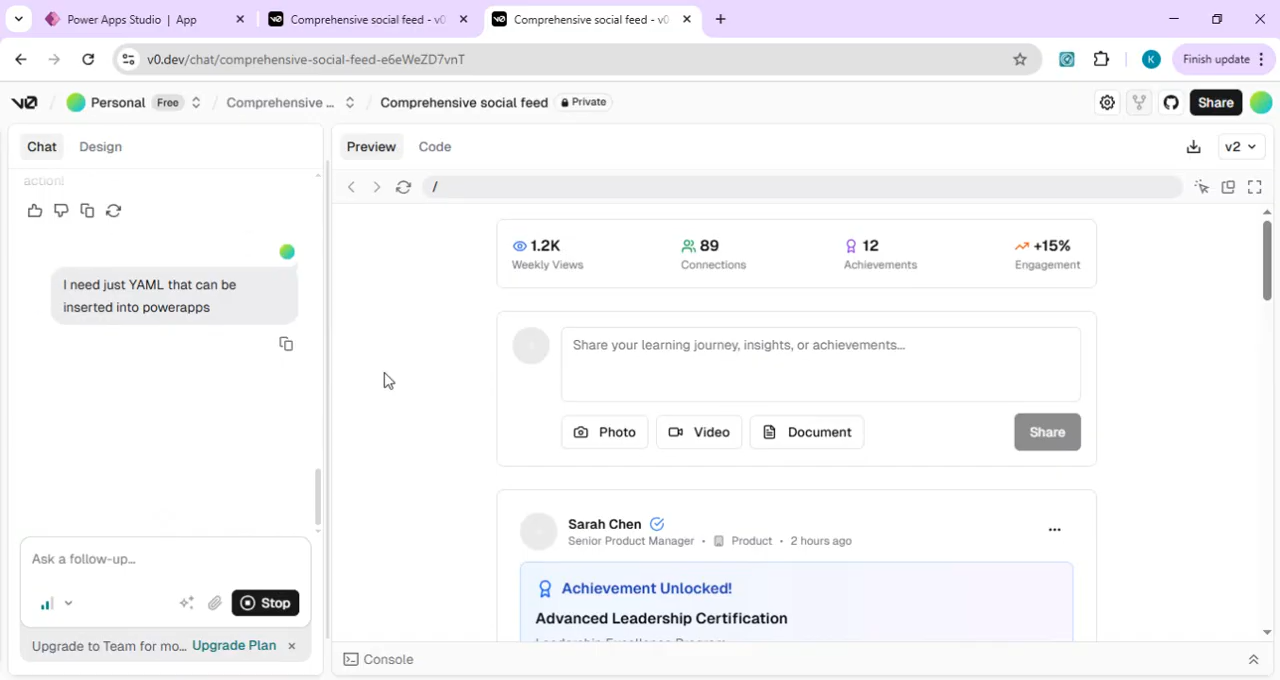 Power Apps Studio | App
Comprehensive social feed - v0
Comprehensive social feed - v0
v0.dev/chat/comprehensive-social-feed-e6eWeZD7vnT
K
Finish update
v0
Personal Free / Comprehensive ... / Comprehensive social feed Private
Share
Chat
Design
Preview
Code
v2
/
action!
I need just YAML that can be
inserted into powerapps
Ask a follow-up...
Stop
Upgrade to Team for mo... Upgrade Plan
1.2K
Weekly Views
89
Connections
12
Achievements
+15%
Engagement
Share your learning journey, insights, or achievements...
Photo
Video
Document
Share
Sarah Chen
Senior Product Manager • Product • 2 hours ago
Achievement Unlocked!
Advanced Leadership Certification
Leadership Excellence Program
Console